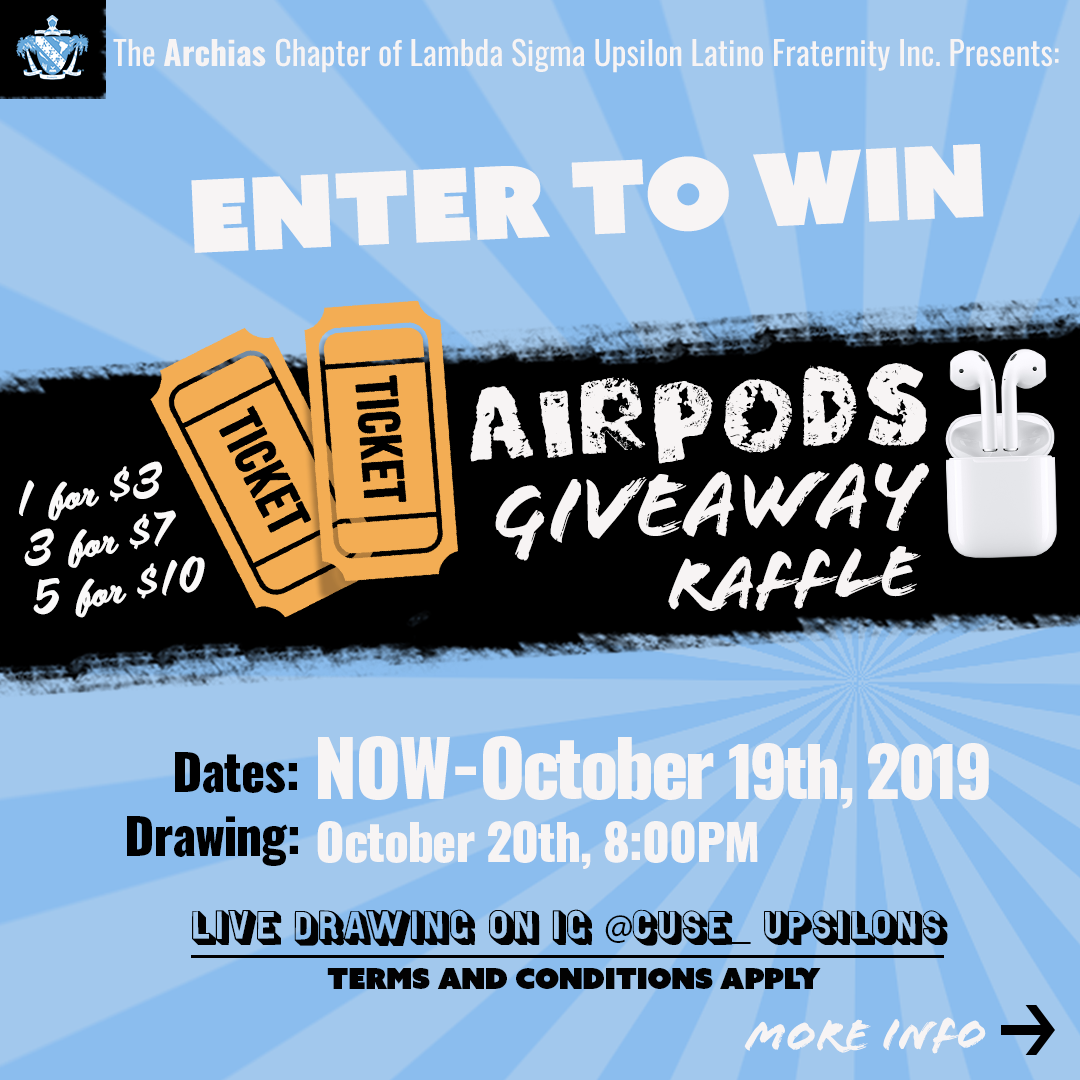 The Archias Chapter of Lambda Sigma Upsilon Latino Fraternity Inc. Presents:
ENTER TO WIN
TICKET
TICKET
1 for $3
3 for $7
5 for $10
AIRPODS
GIVEAWAY
RAFFLE
Dates: NOW-October 19th, 2019
Drawing: October 20th, 8:00PM
LIVE DRAWING ON IG @CUSE_ UPSILONS
TERMS AND CONDITIONS APPLY
MORE INFO